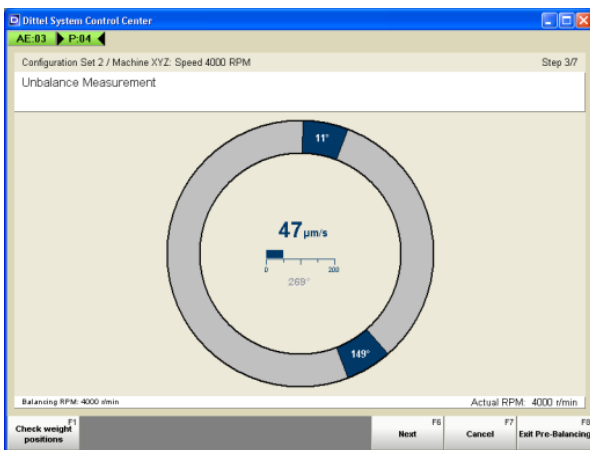 Dittel System Control Center
AE:03 P:04
Configuration Set 2 / Machine XYZ: Speed 4000 RPM Step 3/7
Unbalance Measurement
11°
47 µm/s
0 200
269°
149°
Balancing RPM: 4000 r/min Actual RPM: 4000 r/min
F1 F6 F7 F8
Check weight positions Next Cancel Exit Pre-Balancing